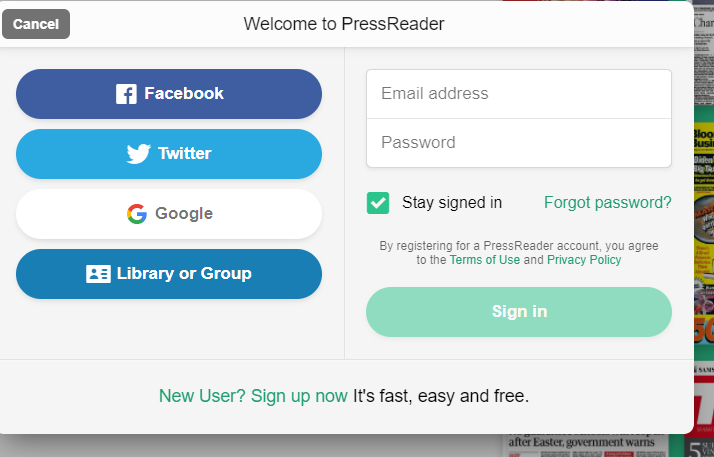 Cancel
Welcome to PressReader
Facebook
Twitter
Google
Library or Group
Email address
Password
Stay signed in
Forgot password?
By registering for a PressReader account, you agree
to the Terms of Use and Privacy Policy
Sign in
New User? Sign up now It's fast, easy and free.
after Easter, government warns